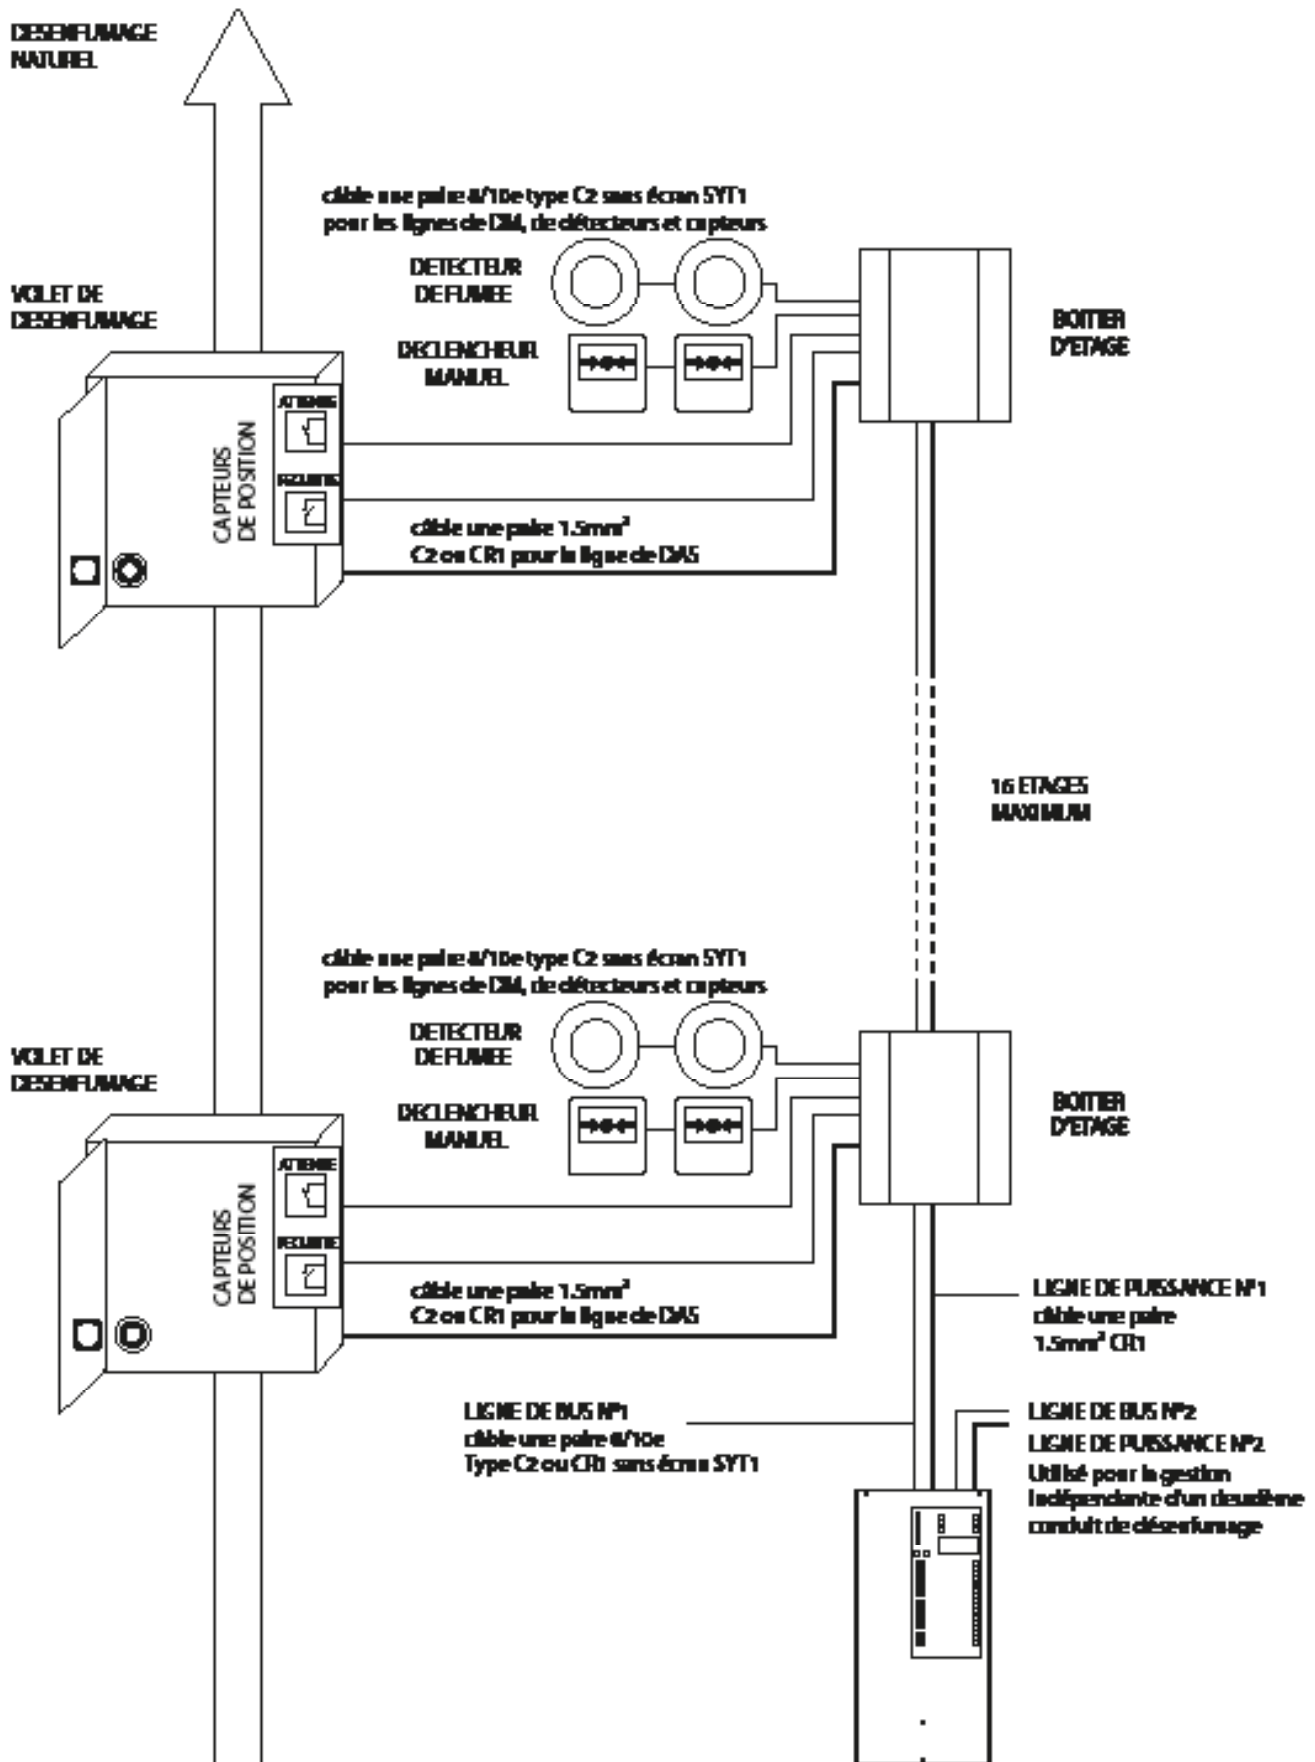 DESENFUMAGE
NATUREL
câble une paire 8/10e type C2 sans écran SYT1
pour les lignes de DM, de détecteurs et capteurs
DETECTEUR
DE FUMEE
VOLET DE
DESENFUMAGE
BOITIER
D'ETAGE
DECLENCHEUR
MANUEL
ATTENTE
CAPTEURS
DE POSITION
SECURITE
câble une paire 1.5mm²
C2 ou CR1 pour la ligne de DAS
16 ETAGES
MAXIMUM
câble une paire 8/10e type C2 sans écran SYT1
pour les lignes de DM, de détecteurs et capteurs
DETECTEUR
DE FUMEE
VOLET DE
DESENFUMAGE
BOITIER
D'ETAGE
DECLENCHEUR
MANUEL
ATTENTE
CAPTEURS
DE POSITION
SECURITE
câble une paire 1.5mm²
C2 ou CR1 pour la ligne de DAS
LIGNE DE PUISSANCE N°1
câble une paire
1.5mm² CR1
LIGNE DE BUS N°1
câble une paire 8/10e
Type C2 ou CR1 sans écran SYT1
LIGNE DE BUS N°2
LIGNE DE PUISSANCE N°2
Utilisé pour la gestion
indépendante d'un deuxième
conduit de désenfumage